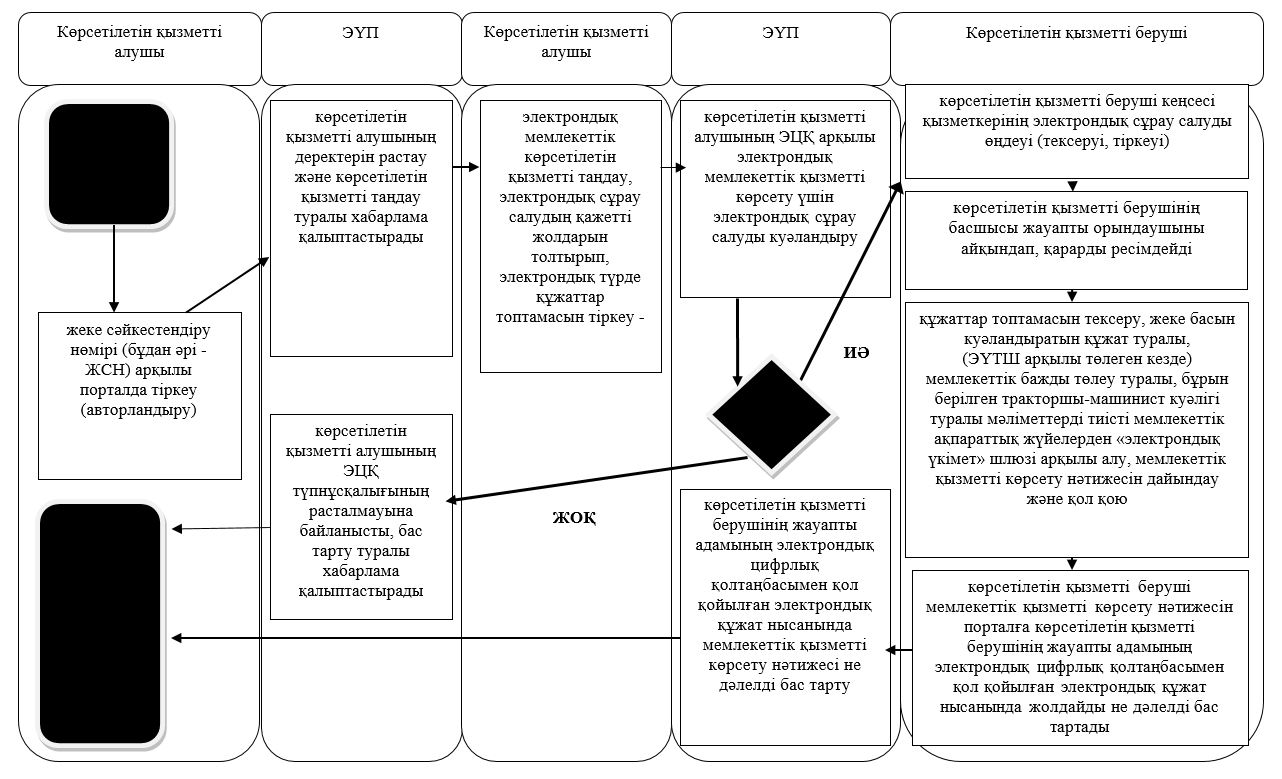 Көрсетілетін қызметті
алушы
ЭҮП
Көрсетілетін қызметті
алушы
ЭҮП
Көрсетілетін қызметті беруші
жеке сәйкестендіру
нөмірі (бұдан әрі -
ЖСН) арқылы
порталда тіркеу
(авторландыру)
көрсетілетін
қызметті алушының
деректерін растау
және көрсетілетін
қызметті таңдау
туралы хабарлама
қалыптастырады
электрондық
мемлекеттік
көрсетілетін
қызметті таңдау,
электрондық сұрау
салудың қажетті
жолдарын
толтырып,
электрондық түрде
құжаттар
топтамасын тіркеу -
көрсетілетін қызметті
алушының ЭЦҚ арқылы
электрондық
мемлекеттік қызметті
көрсету үшін
электрондық сұрау
салуды куәландыру
ИӘ
ЖОҚ
көрсетілетін
қызметті алушының
ЭЦҚ
түпнұсқалығының
расталмауына
байланысты, бас
тарту туралы
хабарлама
қалыптастырады
көрсетілетін қызметті беруші кеңсесі
қызметкерінің электрондық сұрау салуды
өңдеуі (тексеруі, тіркеуі)
көрсетілетін қызметті берушінің
басшысы жауапты орындаушыны
айқындап, қарарды ресімдейді
құжаттар топтамасын тексеру, жеке басын
куәландыратын құжат туралы,
(ЭҮТШ арқылы төлеген кезде)
мемлекеттік бажды төлеу туралы, бұрын
берілген тракторшы-машинист куәлігі
туралы мәліметтерді тиісті мемлекеттік
ақпараттық жүйелерден «электрондық
үкімет» шлюзі арқылы алу, мемлекеттік
қызметті көрсету нәтижесін дайындау
және қол қою
көрсетілетін қызметті беруші
мемлекеттік қызметті көрсету нәтижесін
порталға көрсетілетін қызметті
берушінің жауапты адамының
электрондық цифрлық қолтаңбасымен
қол қойылған электрондық құжат
нысанында жолдайды не дәлелді бас
тартады
көрсетілетін қызметті
берушінің жауапты
адамының электрондық
цифрлық
қолтаңбасымен қол
қойылған электрондық
құжат нысанында
мемлекеттік қызметті
көрсету нәтижесі не
дәлелді бас тарту